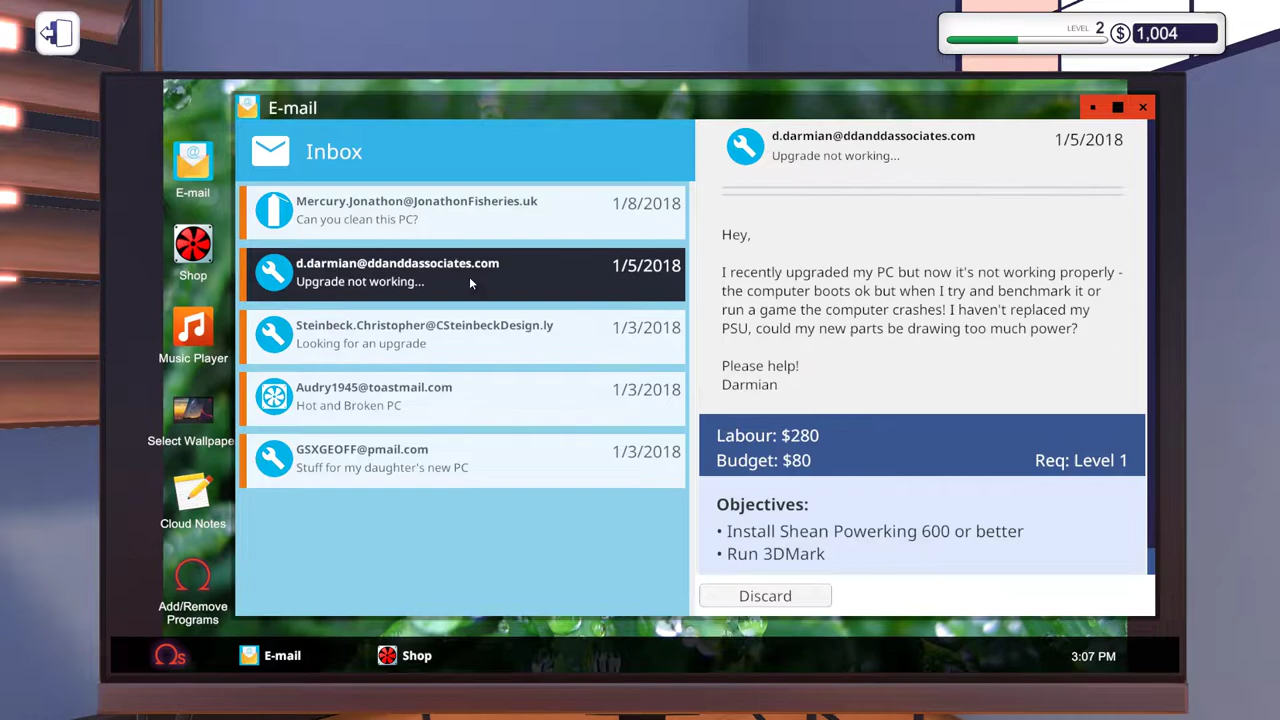 LEVEL 2 $ 1,004
E-mail
Inbox
Mercury.Jonathon@JonathonFisheries.uk 1/8/2018
Can you clean this PC?
d.darmian@ddanddassociates.com 1/5/2018
Upgrade not working...
Steinbeck.Christopher@CSteinbeckDesign.ly 1/3/2018
Looking for an upgrade
Audry1945@toastmail.com 1/3/2018
Hot and Broken PC
GSXGEOFF@pmail.com 1/3/2018
Stuff for my daughter's new PC
d.darmian@ddanddassociates.com 1/5/2018
Upgrade not working...
Hey,
I recently upgraded my PC but now it's not working properly -
the computer boots ok but when I try and benchmark it or
run a game the computer crashes! I haven't replaced my
PSU, could my new parts be drawing too much power?
Please help!
Darmian
Labour: $280
Budget: $80 Req: Level 1
Objectives:
• Install Shean Powerking 600 or better
• Run 3DMark
Discard
E-mail
Shop
Music Player
Select Wallpape
Cloud Notes
Add/Remove
Programs
Ωs E-mail Shop 3:07 PM